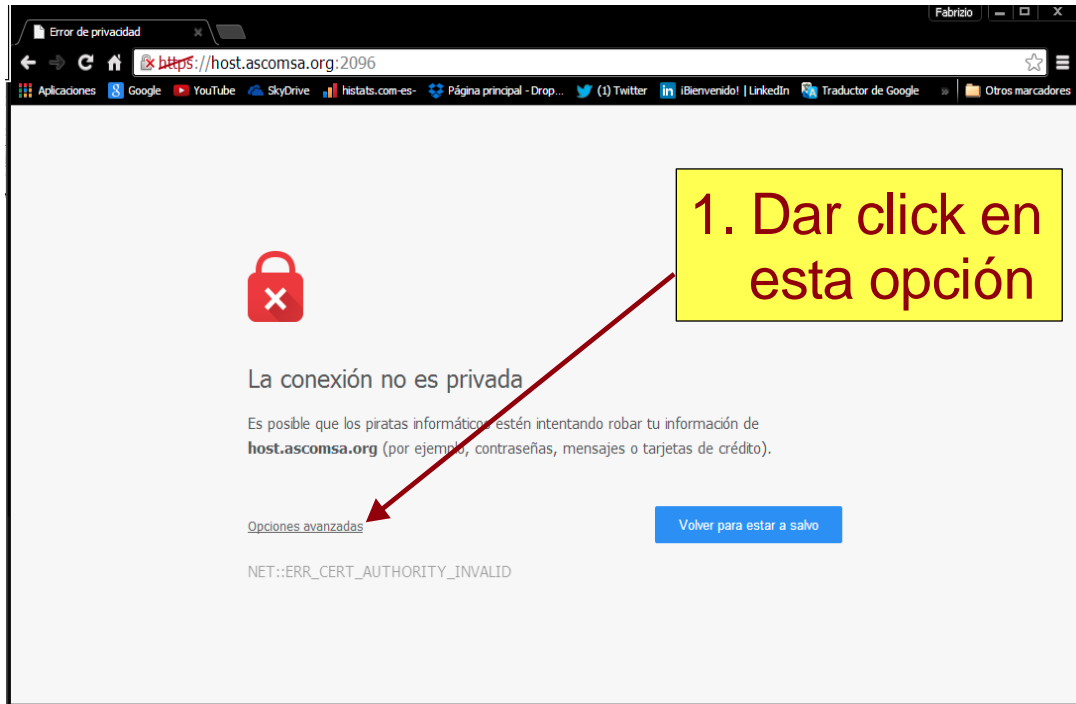 Fabrizio
Error de privacidad
https://host.ascomsa.org:2096
Aplicaciones Google YouTube SkyDrive histats.com-es- Página principal - Drop... (1) Twitter ¡Bienvenido! | LinkedIn Traductor de Google » Otros marcadores
1. Dar click en
esta opción
La conexión no es privada
Es posible que los piratas informáticos estén intentando robar tu información de
host.ascomsa.org (por ejemplo, contraseñas, mensajes o tarjetas de crédito).
Opciones avanzadas
Volver para estar a salvo
NET::ERR_CERT_AUTHORITY_INVALID